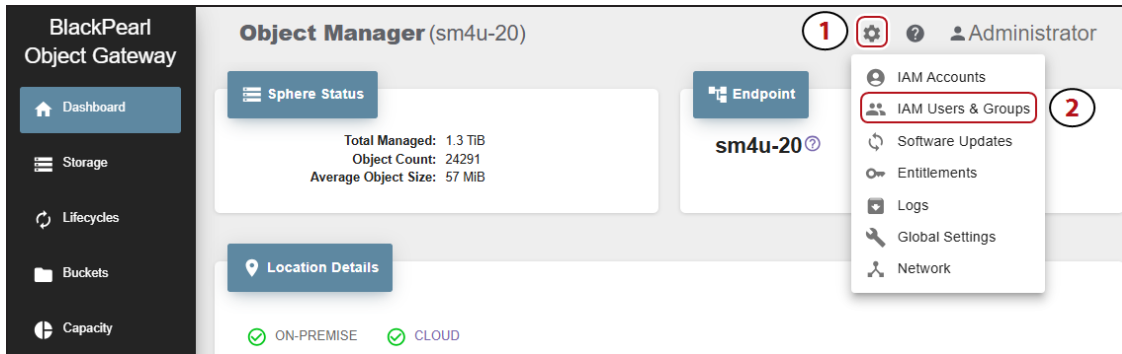 BlackPearl
Object Gateway
Dashboard
Storage
Lifecycles
Buckets
Capacity
Object Manager (sm4u-20)
1
?
Administrator
Sphere Status
Total Managed: 1.3 TiB
Object Count: 24291
Average Object Size: 57 MiB
Endpoint
sm4u-20 ?
IAM Accounts
IAM Users & Groups
2
Software Updates
Entitlements
Logs
Global Settings
Network
Location Details
ON-PREMISE
CLOUD